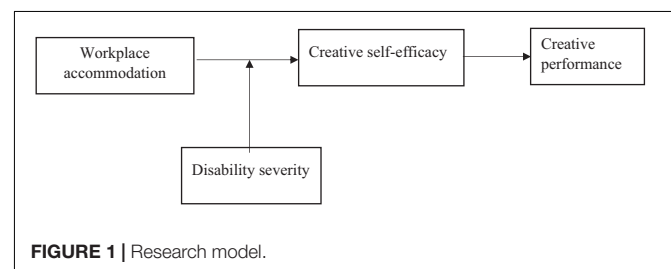 Workplace
accommodation
Creative self-efficacy
Creative
performance
Disability severity
FIGURE 1 | Research model.